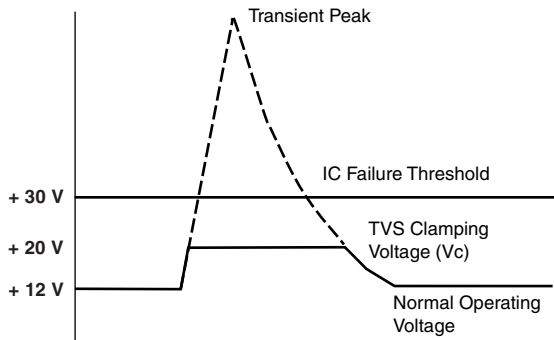 Transient Peak
IC Failure Threshold
+ 30 V
TVS Clamping
Voltage (Vc)
+ 20 V
+ 12 V
Normal Operating
Voltage